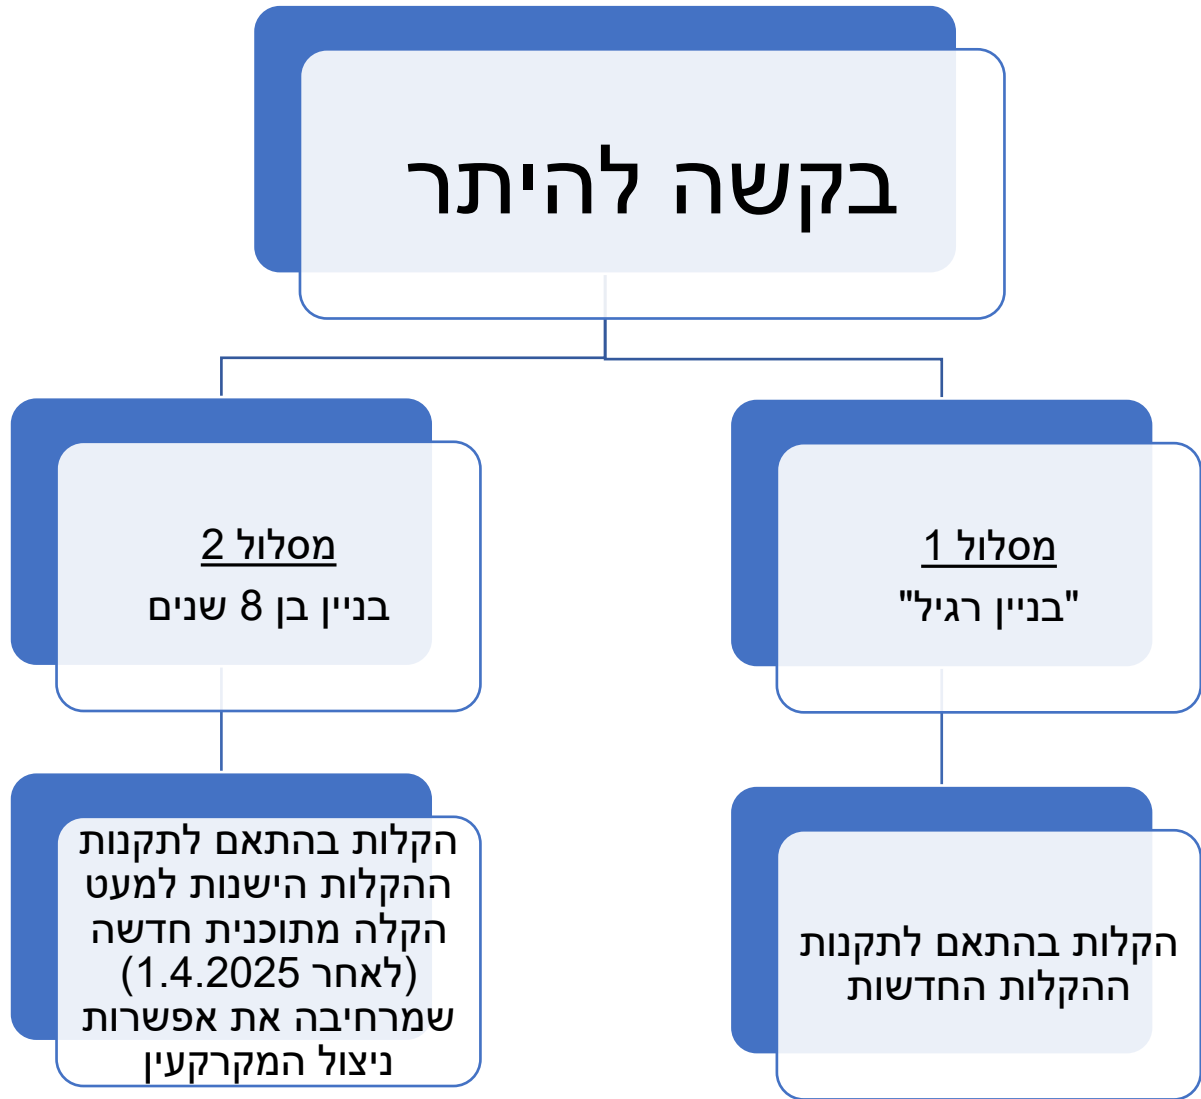 בקשה להיתר
מסלול 1
"בניין רגיל"
הקלות בהתאם לתקנות
ההקלות החדשות
מסלול 2
בניין בן 8 שנים
הקלות בהתאם לתקנות
ההקלות הישנות למעט
הקלה מתוכנית חדשה
(לאחר 1.4.2025)
שמרחיבה את אפשרות
ניצול המקרקעין